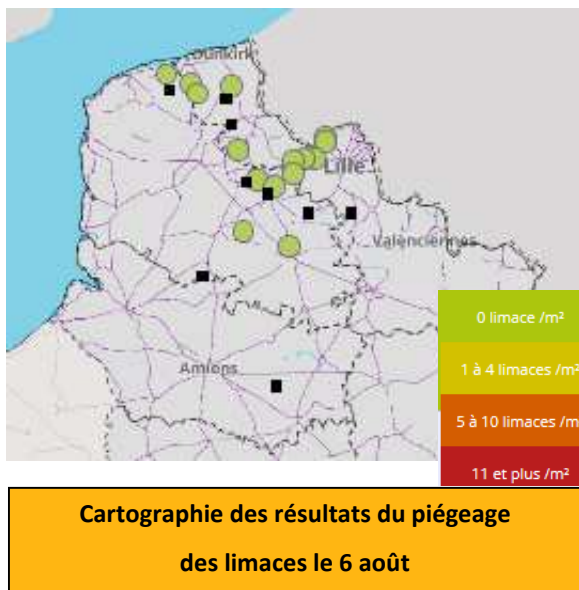 Dunkirk
Lille
Valenciennes
Amiens
0 limace /m²
1 à 4 limaces /m²
5 à 10 limaces /m
11 et plus /m²
Cartographie des résultats du piégeage
des limaces le 6 août